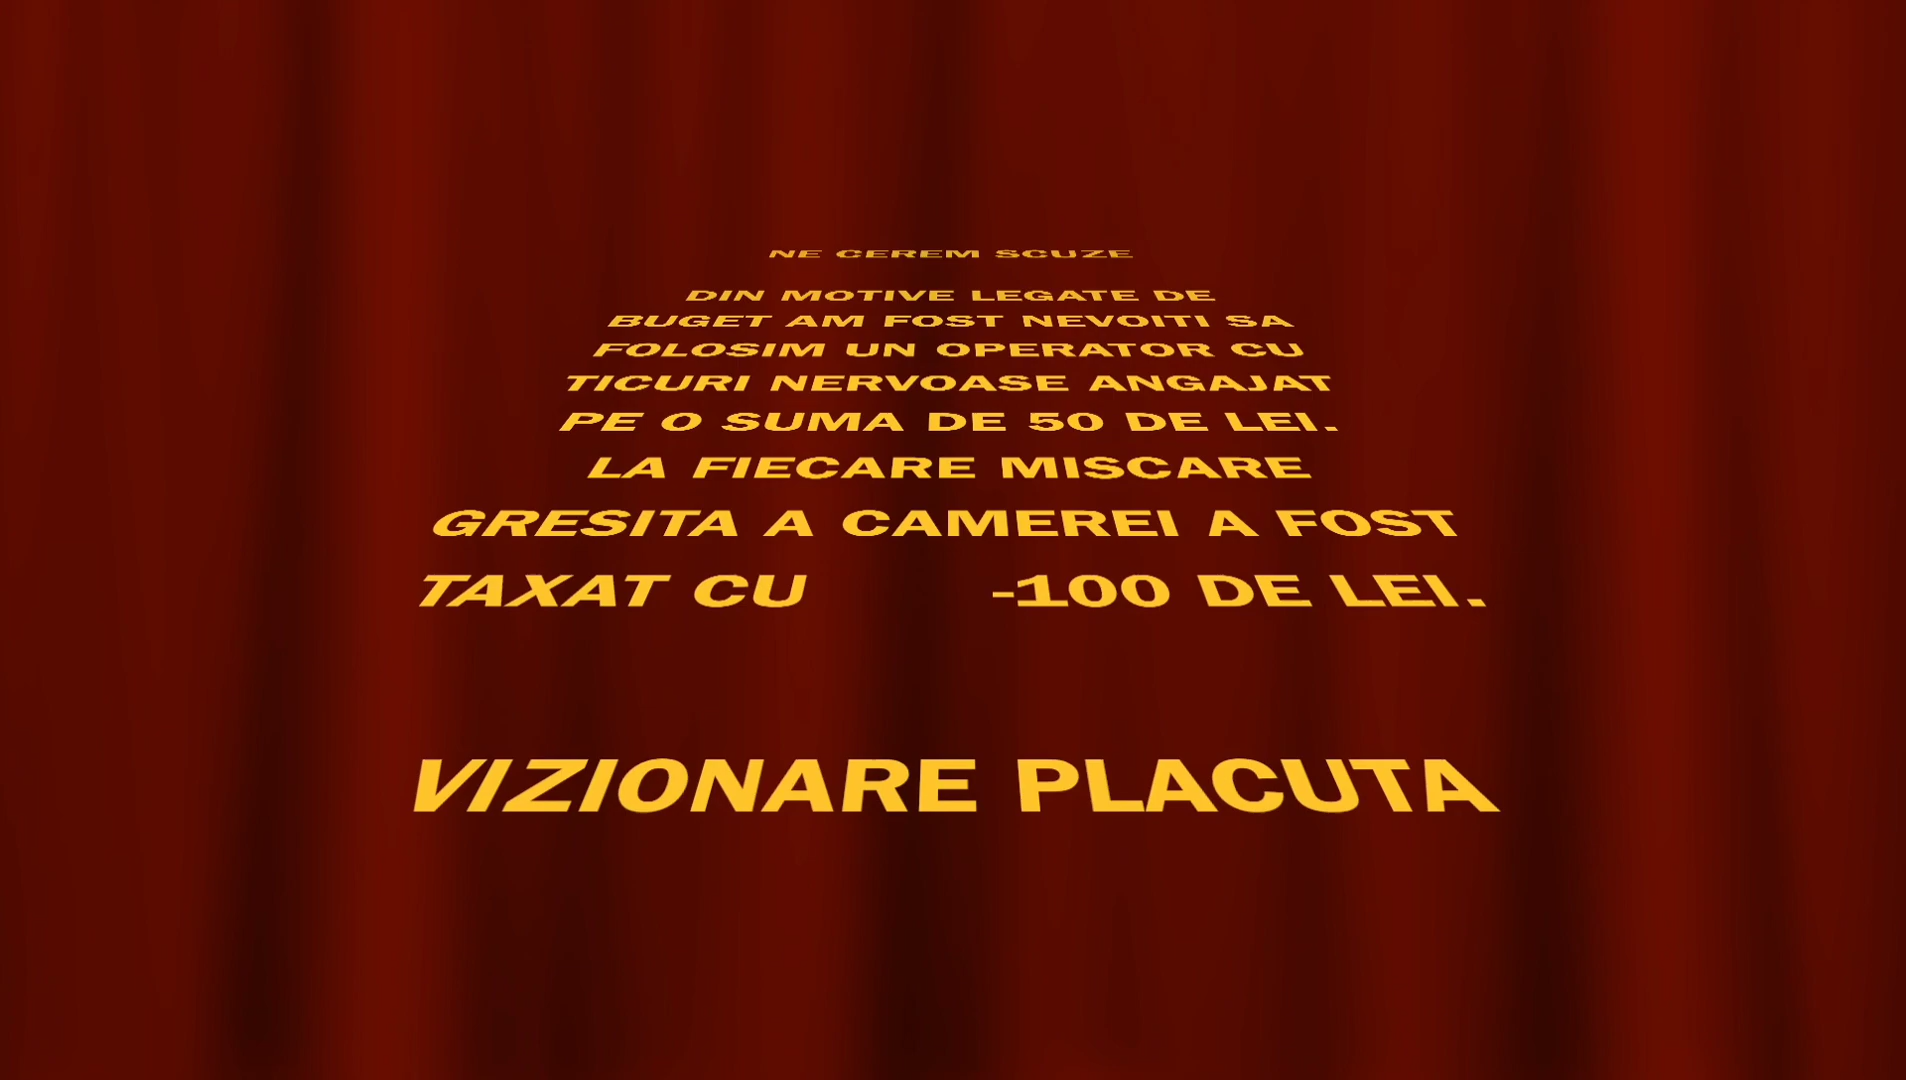 NE CEREM SCUZE
DIN MOTIVE LEGATE DE
BUGET AM FOST NEVOITI SA
FOLOSIM UN OPERATOR CU
TICURI NERVOASE ANGAJAT
PE O SUMA DE 50 DE LEI.
LA FIECARE MISCARE
GRESITA A CAMEREI A FOST
TAXAT CU -100 DE LEI.
VIZIONARE PLACUTA